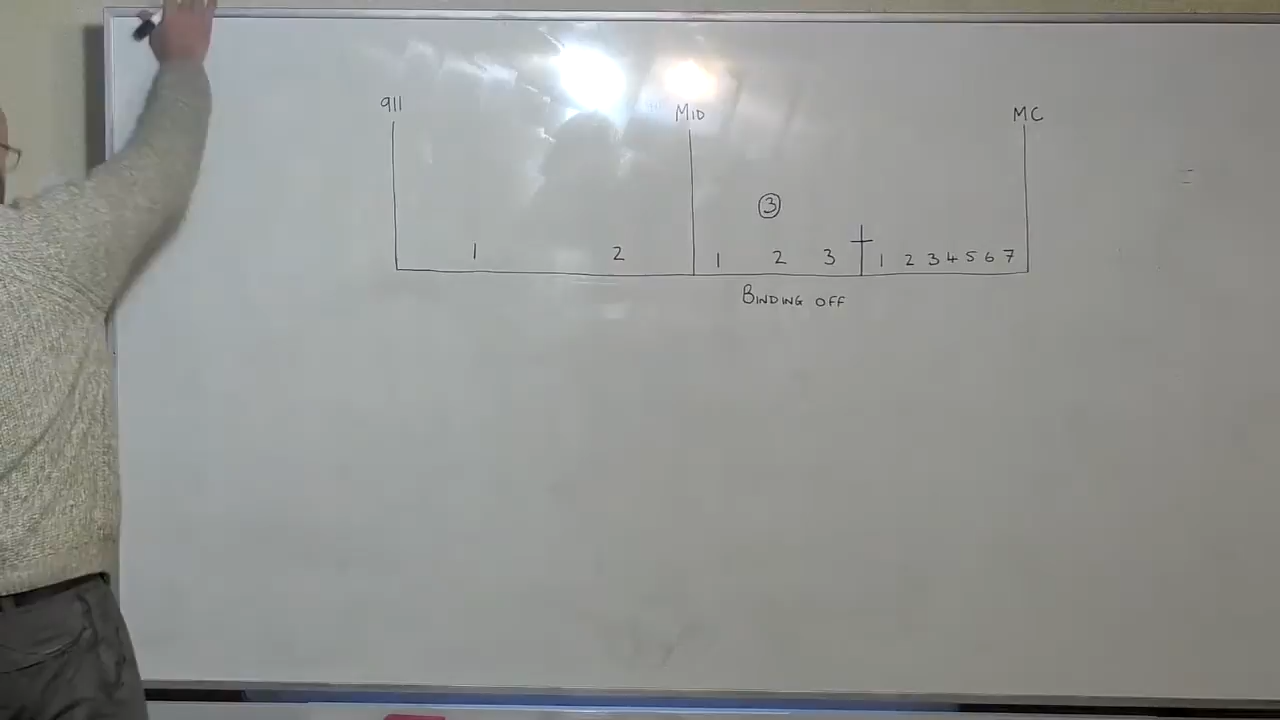 911 MID MC
③
1 2 1 2 3 1 2 3 4 5 6 7
BINDING OFF